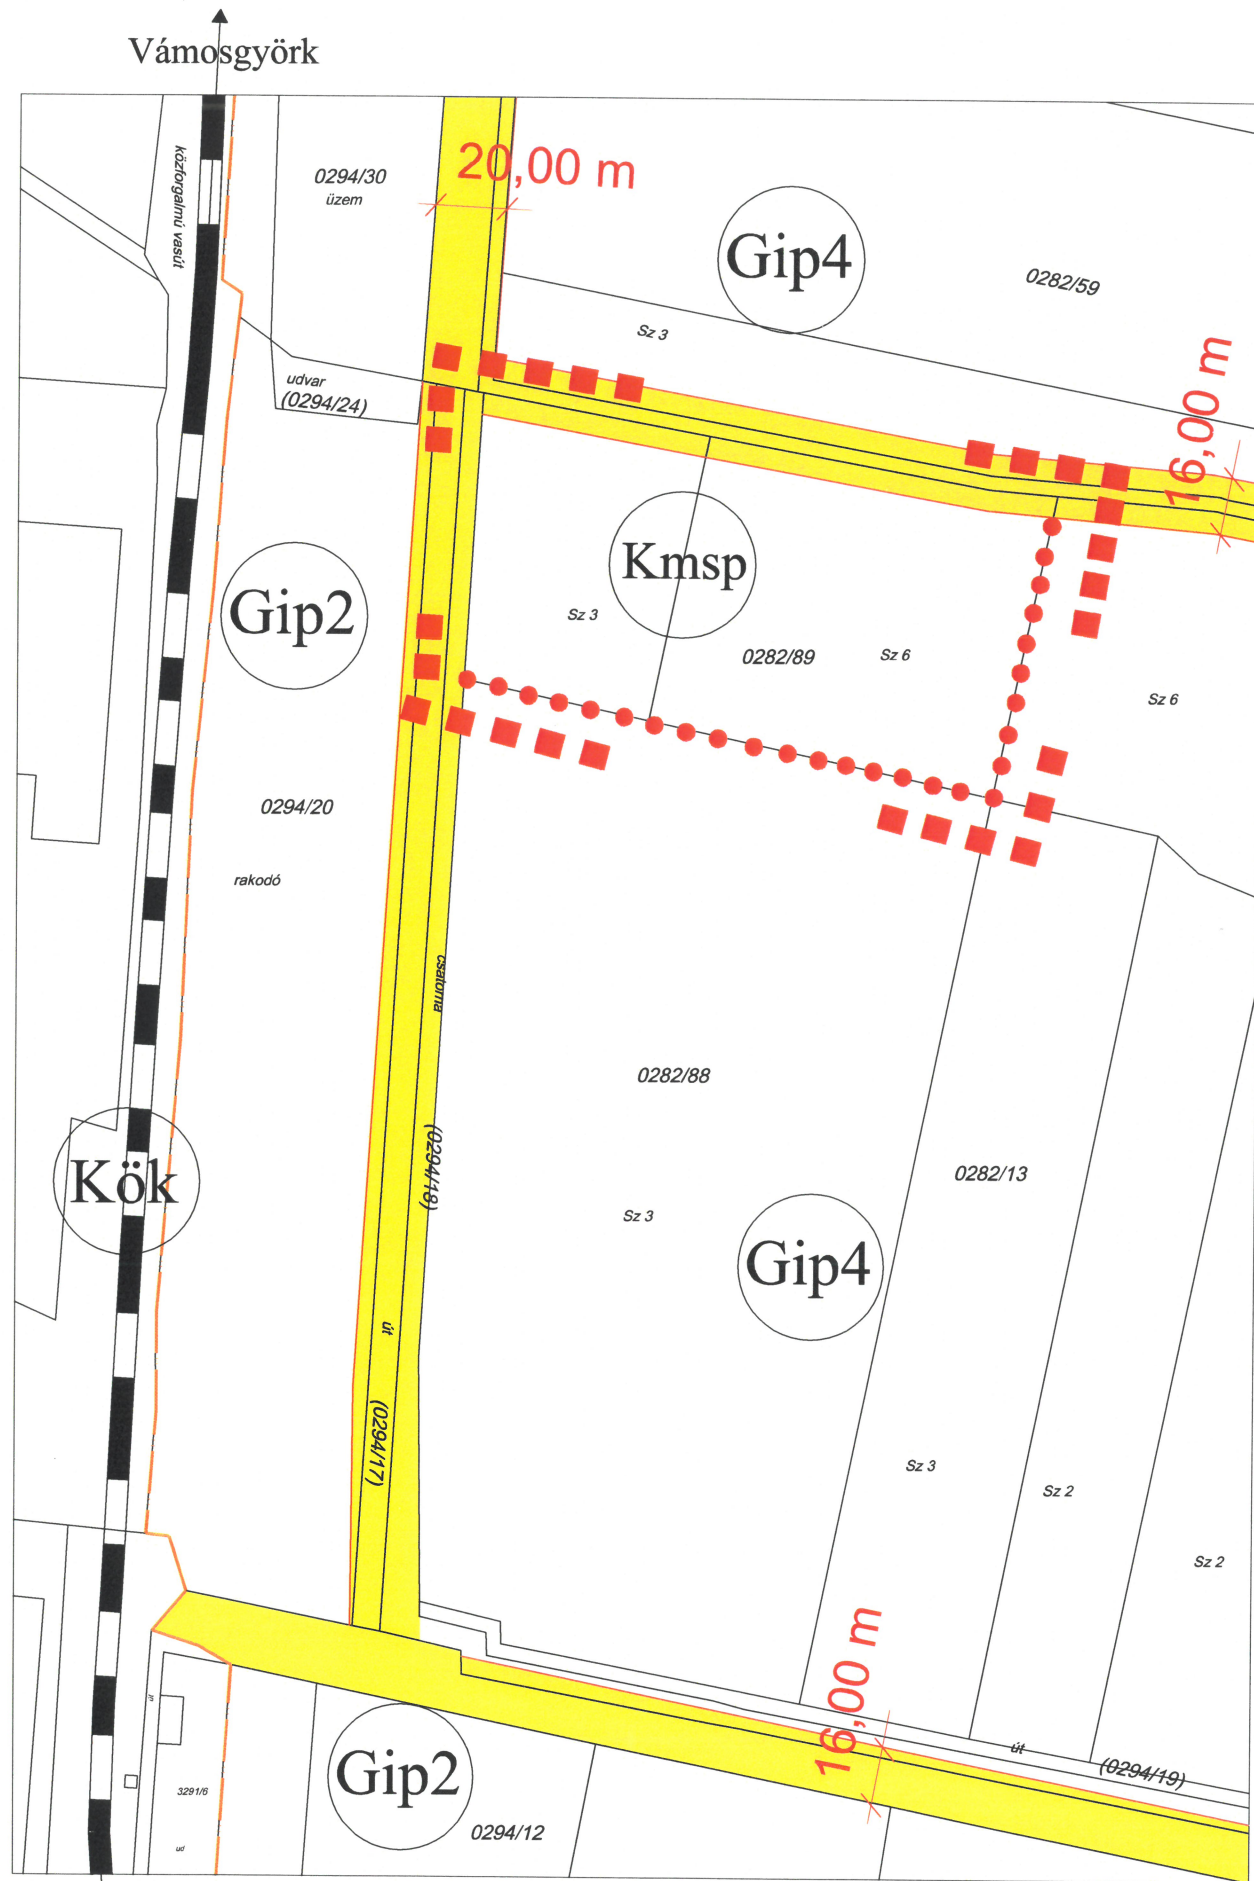 Vámosgyörk
közforgalmú vasút
0294/30
üzem
20,00 m
Gip4
0282/59
Sz 3
16,00 m
udvar
(0294/24)
Kmsp
Gip2
Sz 3
0282/89
Sz 6
Sz 6
0294/20
rakodó
csatorna
0282/88
(0294/18)
0282/13
Kök
Sz 3
Gip4
út
(0294/17)
Sz 3
Sz 2
Sz 2
16,00 m
út
út
(0294/19)
Gip2
3291/6
0294/12
ud